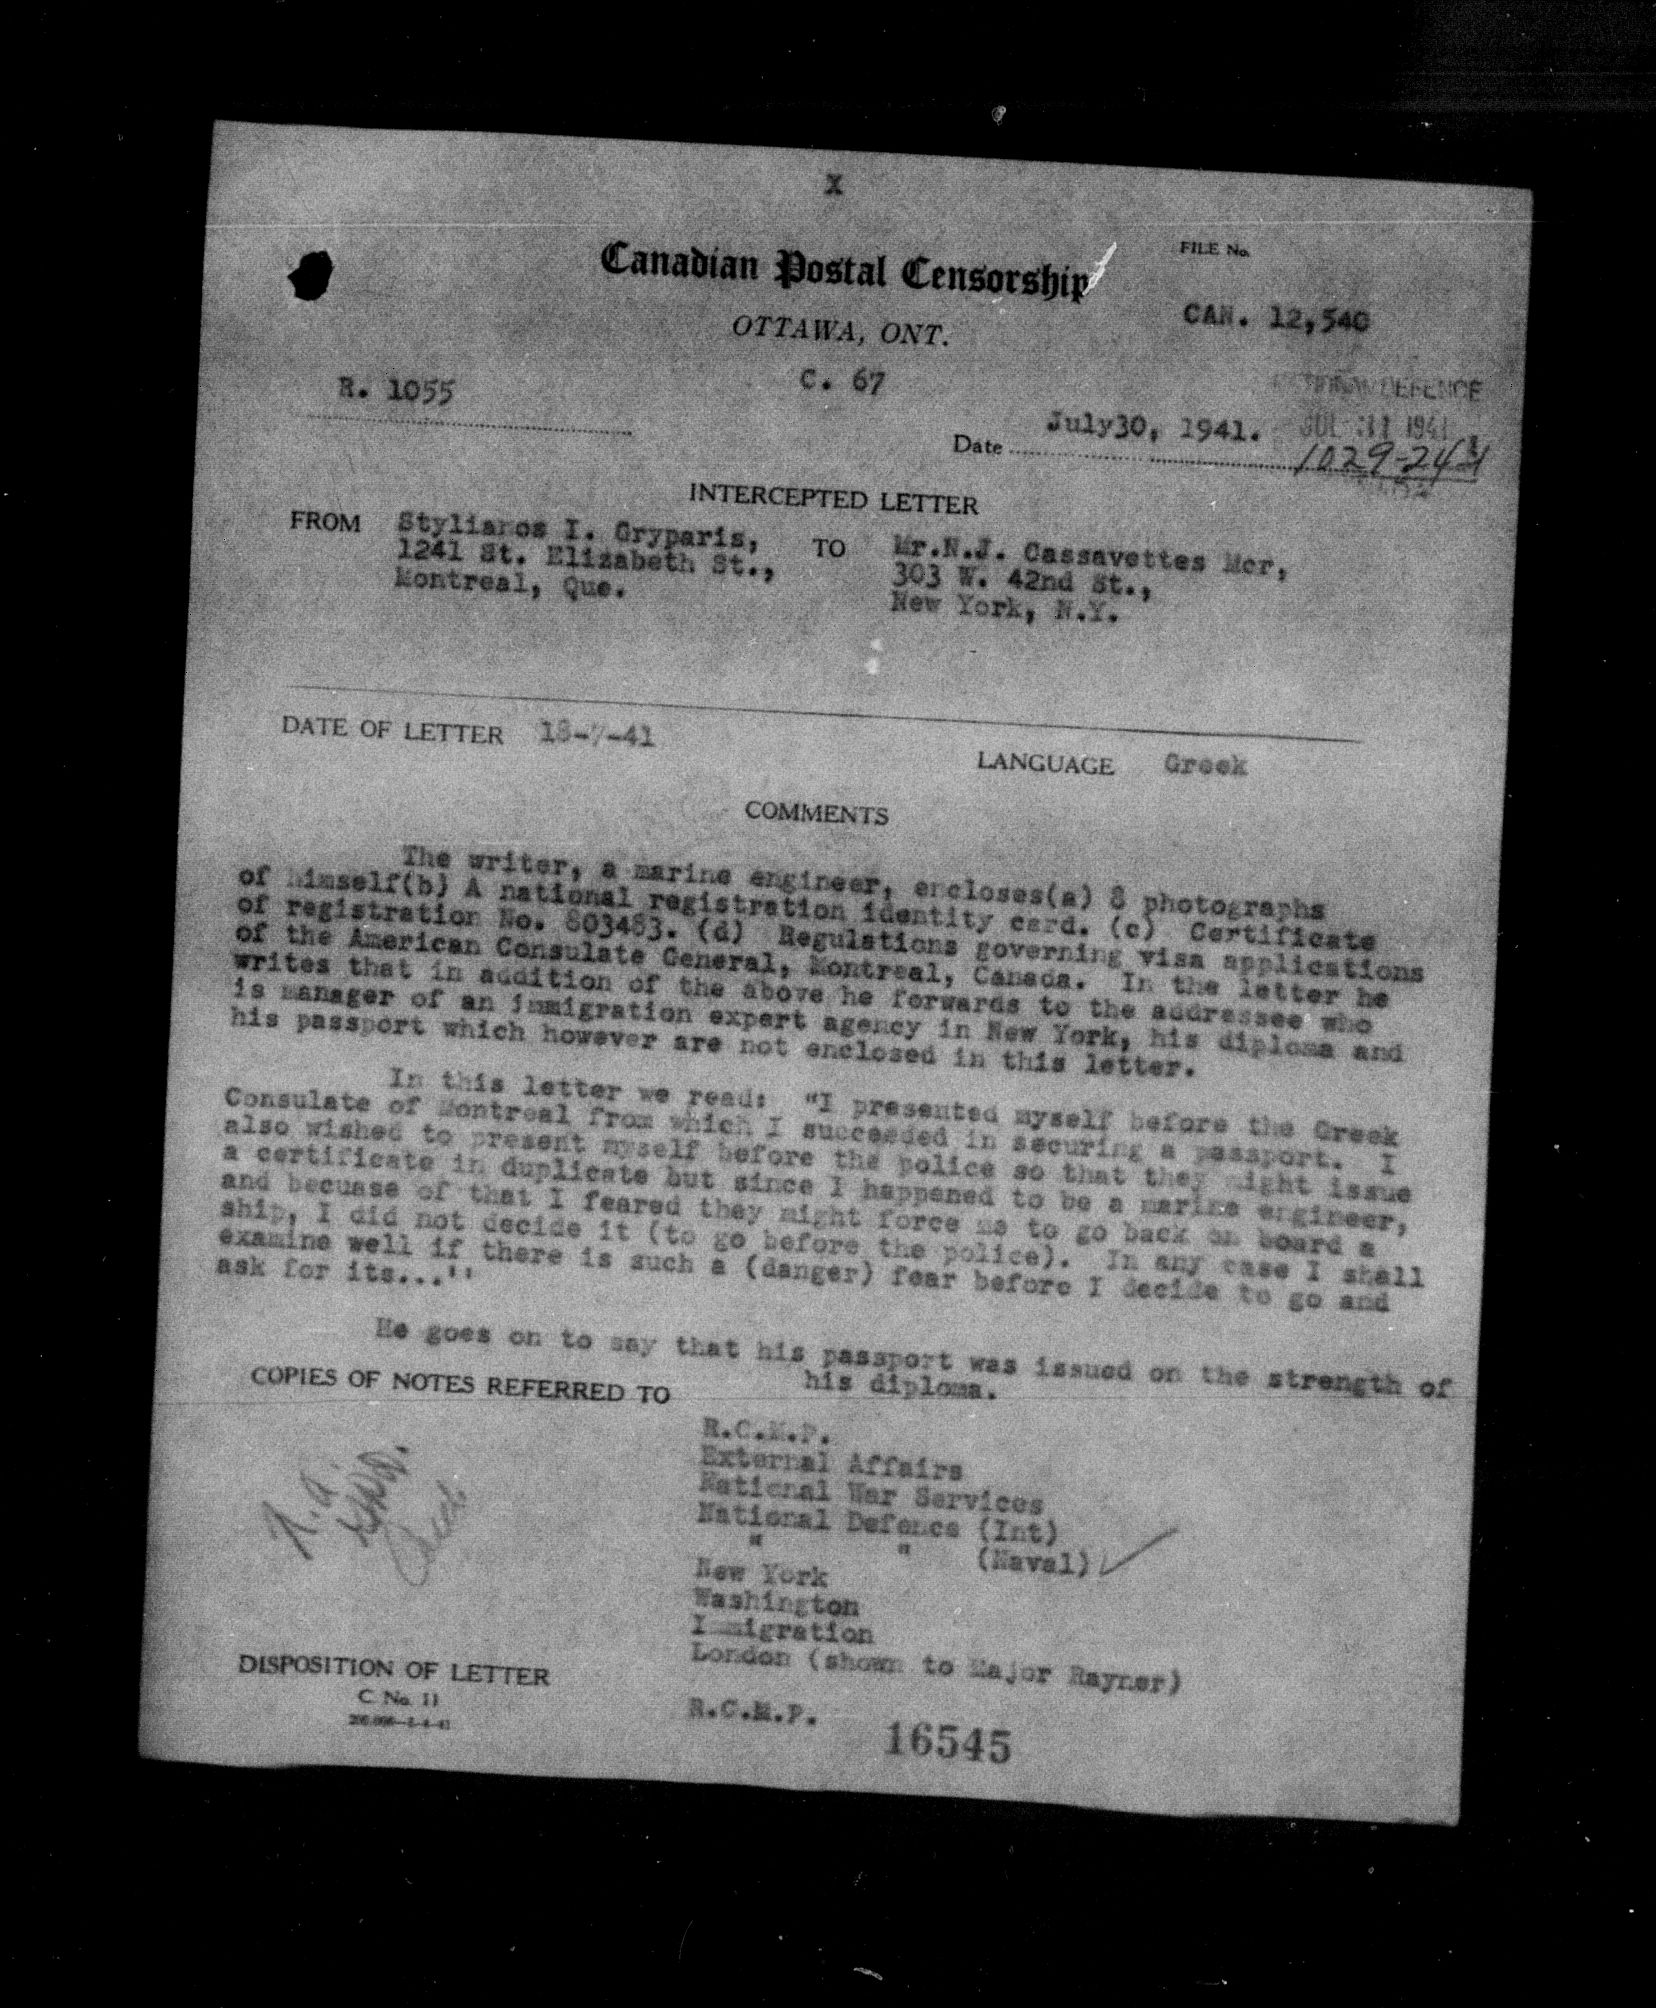 X
Canadian Postal Censorship
OTTAWA, ONT.
FILE No.
CAN. 12,540
R. 1055
C. 67
DEFENCE
Date July30, 1941.
JUL 31 1941
1029-24
INTERCEPTED LETTER
FROM Stylianos I. Gryparis,
1241 St. Elizabeth St.,
Montreal, Que.
TO Mr.N.J. Cassavettes Mcr,
303 W. 42nd St.,
New York, N.Y.
DATE OF LETTER 18-7-41
LANGUAGE Greek
COMMENTS
The writer, a marine engineer, encloses(a) 8 photographs
of himself(b) A national registration identity card. (c) Certificate
of registration No. 803483. (d) Regulations governing visa applications
of the American Consulate General, Montreal, Canada. In the letter he
writes that in addition of the above he forwards to the addressee who
is manager of an immigration expert agency in New York, his diploma and
his passport which however are not enclosed in this letter.
In this letter we read: "I presented myself before the Greek
Consulate of Montreal from which I succeeded in securing a passport. I
also wished to present myself before the police so that they might issue
a certificate in duplicate but since I happened to be a marine engineer,
and becuase of that I feared they might force me to go back on board a
ship, I did not decide it (to go before the police). In any case I shall
examine well if there is such a (danger) fear before I decide to go and
ask for its...''
He goes on to say that his passport was issued on the strength of
his diploma.
COPIES OF NOTES REFERRED TO
R.C.M.P.
External Affairs
National War Services
National Defence (Int)
" " (Naval)
New York
Washington
Immigration
London (shown to Major Rayner)
DISPOSITION OF LETTER
C No. 11
R.C.M.P.
16545